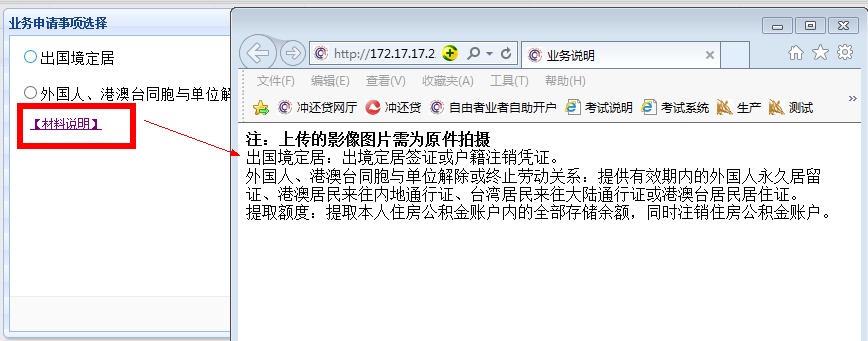 业务申请事项选择
出国境定居
外国人、港澳台同胞与单位解
【材料说明】
http://172.17.17.2
业务说明
文件(F) 编辑(E) 查看(V) 收藏夹(A) 工具(T) 帮助(H)
冲还贷网厅 冲还贷 自由者业者自助开户 考试说明 考试系统 生产 测试
注：上传的影像图片需为原件拍摄
出国境定居：出境定居签证或户籍注销凭证。
外国人、港澳台同胞与单位解除或终止劳动关系：提供有效期内的外国人永久居留
证、港澳居民来往内地通行证、台湾居民来往大陆通行证或港澳台居民居住证。
提取额度：提取本人住房公积金账户内的全部存储余额，同时注销住房公积金账户。